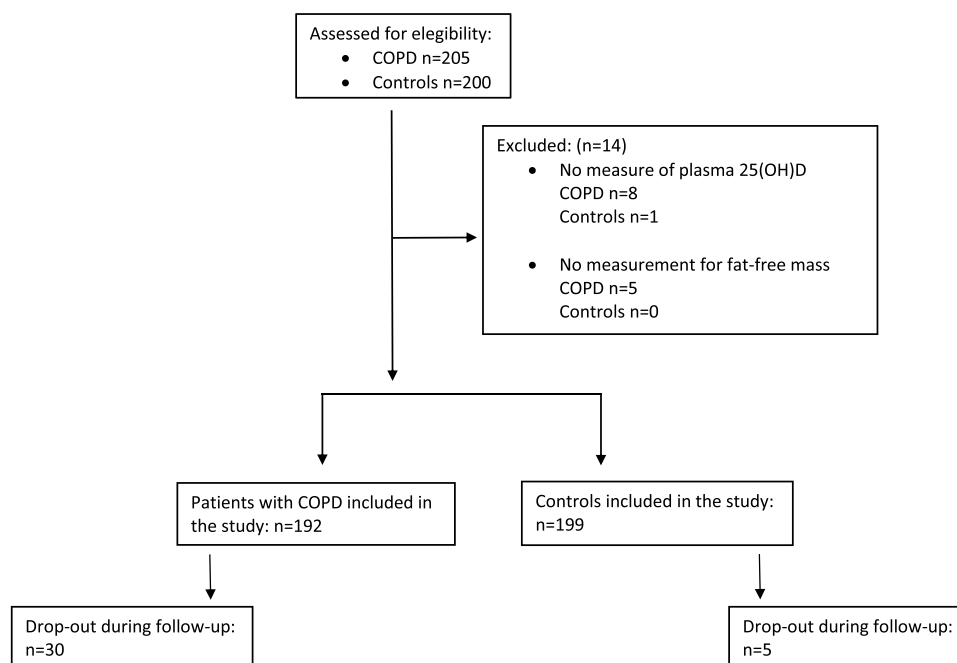 Assessed for elegibility:
• COPD n=205
• Controls n=200
Excluded: (n=14)
• No measure of plasma 25(OH)D
COPD n=8
Controls n=1
• No measurement for fat-free mass
COPD n=5
Controls n=0
Patients with COPD included in
the study: n=192
Controls included in the study:
n=199
Drop-out during follow-up:
n=30
Drop-out during follow-up:
n=5